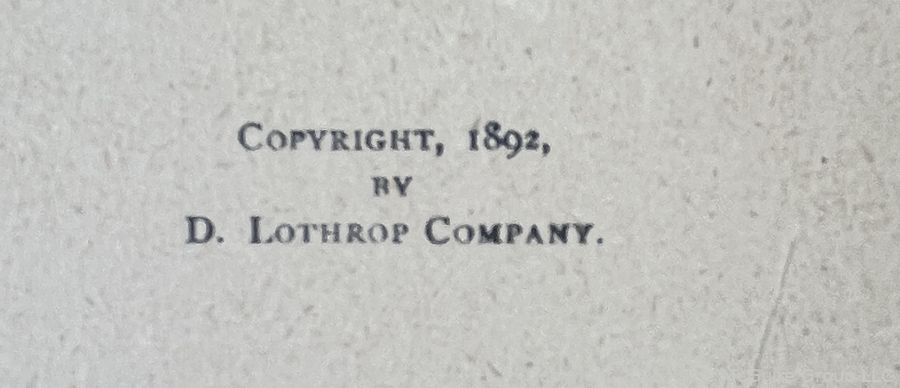 Copyright, 1892,
by
D. Lothrop Company.